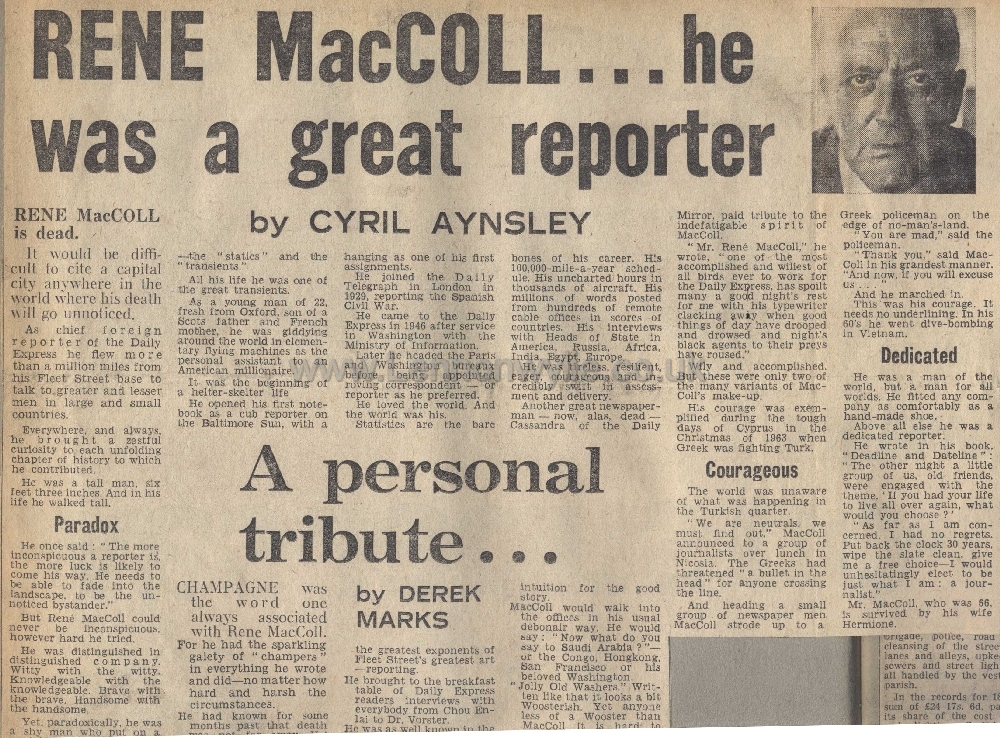 RENE MacCOLL...he
was a great reporter
by CYRIL AYNSLEY
RENE MacCOLL
is dead.
It would be diffi-
cult to cite a capital
city anywhere in the
world where his death
will go unnoticed.
As chief foreign
reporter of the Daily
Express he flew more
than a million miles from
his Fleet Street base to
talk to greater and lesser
men in large and small
countries.
Everywhere, and always,
he brought a zestful
curiosity to each unfolding
chapter of history to which
he contributed.
He was a tall man, six
feet three inches. And in his
life he walked tall.
Paradox
He once said: "The more
inconspicuous a reporter is,
the more luck is likely to
come his way. He needs to
be able to fade into the
landscape, to be the un-
noticed bystander."
But René MacColl could
never be inconspicuous,
however hard he tried.
He was distinguished in
distinguished company.
Witty with the witty.
Knowledgeable with the
knowledgeable. Brave with
the brave. Handsome with
the handsome.
Yet, paradoxically, he was
a shy man who put on a
—the "statics" and the
"transients"
All his life he was one of
the great transients.
As a young man of 22,
fresh from Oxford, son of a
Scots father and French
mother, he was giddying
around the world in elemen-
tary flying machines as the
personal assistant to an
American millionaire.
It was the beginning of
a helter-skelter life
He opened his first note-
book as a cub reporter on
the Baltimore Sun, with a
hanging as one of his first
assignments.
He joined the Daily
Telegraph in London in
1929, reporting the Spanish
Civil War.
He came to the Daily
Express in 1946 after service
in Washington with the
Ministry of Information.
Later he headed the Paris
and Washington bureaux
before being appointed
roving correspondent — or
reporter as he preferred.
He loved the world. And
the world was his.
Statistics are the bare
bones of his career. His
100,000-mile-a-year sched-
ule. His uncharted hours in
thousands of aircraft. His
millions of words posted
from hundreds of remote
cable offices in scores of
countries. His interviews
with Heads of State in
America, Russia, Africa,
India, Egypt, Europe.
He was tireless, resilient,
eager, courageous, and in-
credibly swift in assess-
ment and delivery.
Another great newspaper-
man — now, alas, dead —
Cassandra of the Daily
Mirror, paid tribute to the
indefatigable spirit of
MacColl.
"Mr. René MacColl," he
wrote, "one of the most
accomplished and willest of
all birds ever to work for
the Daily Express, has spoilt
many a good night's rest
for me with his typewriter
clacking away when good
things of day have drooped
and drowsed and night's
black agents to their preys
have roused."
Wily and accomplished.
But these were only two of
the many variants of Mac-
Coll's make-up.
His courage was exem-
plified during the tough
days of Cyprus in the
Christmas of 1963 when
Greek was fighting Turk.
Courageous
The world was unaware
of what was happening in
the Turkish quarter.
"We are neutrals, we
must find out," MacColl
announced to a group of
journalists over lunch in
Nicosia. The Greeks had
threatened "a bullet in the
head" for anyone crossing
the line.
And heading a small
group of newspaper men
MacColl strode up to a
Greek policeman on the
edge of no-man's-land.
"You are mad," said the
policeman.
"Thank you," said Mac-
Coll in his grandest manner.
"And now, if you will excuse
us . . . .
And he marched in.
This was his courage. It
needs no underlining. In his
60's he went dive-bombing
in Vietnam.
Dedicated
He was a man of the
world, but a man for all
worlds. He fitted any com-
pany as comfortably as a
hand-made shoe.
Above all else he was a
dedicated reporter.
He wrote in his book,
"Deadline and Dateline":
"The other night a little
group of us, old friends,
were engaged with the
theme, 'If you had your life
to live all over again, what
would you choose?'
"As far as I am con-
cerned, I had no regrets.
Put back the clock 30 years,
wipe the slate clean, give
me a free choice—I would
unhesitatingly elect to be
just what I am: a jour-
nalist."
Mr. MacColl, who was 66,
is survived by his wife
Hermione.
A personal
tribute...
by DEREK
MARKS
CHAMPAGNE was
the word one
always associated
with Rene MacColl.
For he had the sparkling
gaiety of "champers"
in everything he wrote
and did—no matter how
hard and harsh the
circumstances.
He had known for some
months past that death
the greatest exponents of
Fleet Street's greatest art
—reporting.
He brought to the breakfast
table of Daily Express
readers interviews with
everybody from Chou En-
lai to Dr. Vorster.
He was as well known in the
intuition for the good
story.
MacColl would walk into
the offices in his usual
debonair way. He would
say: "Now what do you
say to Saudi Arabia?"—
or the Congo, Hongkong,
San Francisco or his
beloved Washington.
"Jolly Old Washers." Writ-
ten like that it looks a bit
Woosterish. Yet anyone
less of a Wooster than
MacColl it is hard to
brigade, police, road
cleansing of the street
lanes and alleys, upke
sewers and street ligh
all handled by the vest
parish.
In the records for 18
sum of £24 17s. 6d. pa
its share of the cost